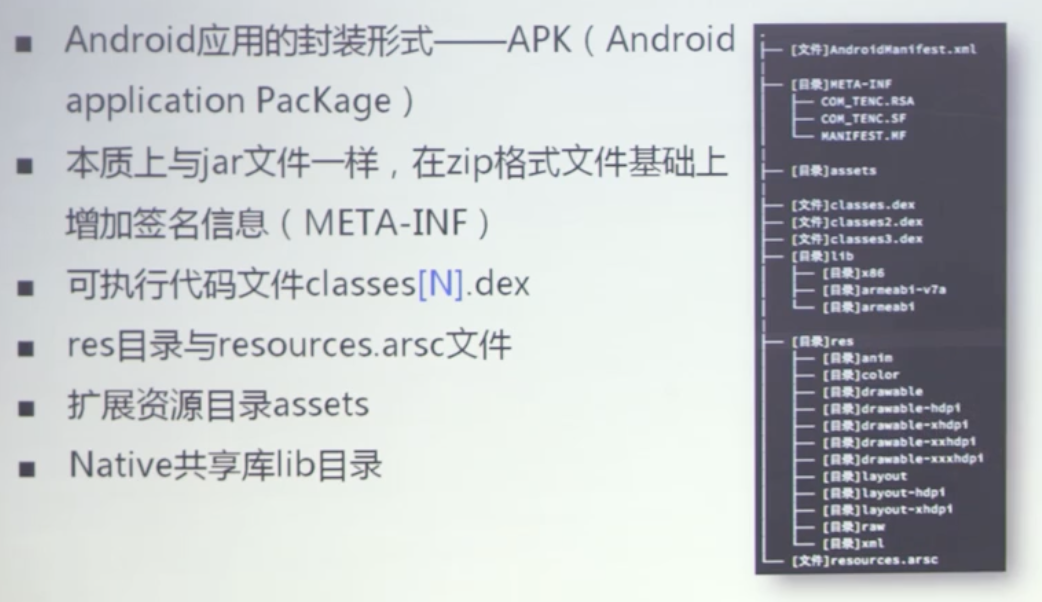 Android应用的封装形式——APK（Android
application PacKage）
本质上与jar文件一样，在zip格式文件基础上
增加签名信息（META-INF）
可执行代码文件classes[N].dex
res目录与resources.arsc文件
扩展资源目录assets
Native共享库lib目录
.
[文件]AndroidManifest.xml
[目录]META-INF
COM_TENC.RSA
COM_TENC.SF
MANIFEST.MF
[目录]assets
[文件]classes.dex
[文件]classes2.dex
[文件]classes3.dex
[目录]lib
[目录]x86
[目录]armeabi-v7a
[目录]armeabi
[目录]res
[目录]anim
[目录]color
[目录]drawable
[目录]drawable-hdpi
[目录]drawable-xhdpi
[目录]drawable-xxhdpi
[目录]drawable-xxxhdpi
[目录]layout
[目录]layout-hdpi
[目录]layout-xhdpi
[目录]raw
[目录]xml
[文件]resources.arsc